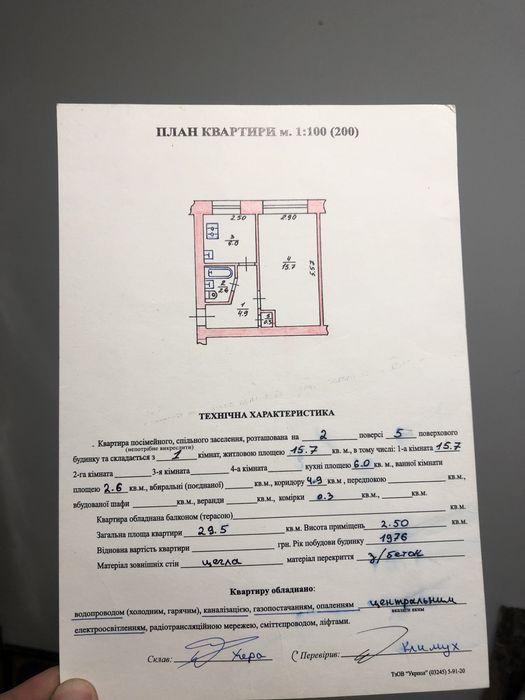 ПЛАН КВАРТИРИ м. 1:100 (200)
2.50
2.90
3
6.0
4
15.7
5.57
2
2.6
1
4.9
5
0.3
ТЕХНІЧНА ХАРАКТЕРИСТИКА
Квартира посімейного, спільного заселення, розташована на 2 поверсі 5 поверхового
(непотрібне викреслити)
будинку та складається з 1 кімнат, житловою площею 15.7 кв. м., в тому числі: 1-а кімната 15.7
2-га кімната 3-я кімната 4-а кімната кухні площею 6.0 кв.м., ванної кімнати
площею 2.6 кв.м., вбиральні (поєднаної) кв.м., коридору 4.9 кв.м., передпокою кв.м.,
вбудованої шафи кв.м., веранди кв.м., комірки 0.3 кв.м., кв.м.
Квартира обладнана балконом (терасою) кв.м.
Загальна площа квартири 29.5 кв.м. Висота приміщень 2.50
Відновна вартість квартири грн. Рік побудови будинку 1976
Матеріал зовнішніх стін цегла матеріал перекриття з/бетон
Квартиру обладнано:
водопроводом (холодним, гарячим), каналізацією, газопостачанням, опаленням центральним
вказати яким
електроосвітленням, радіотрансляційною мережею, сміттєпроводом, ліфтами.
Склав: Хера Перевірив: Климух
ТзОВ "Украпа" (03245) 5-91-20